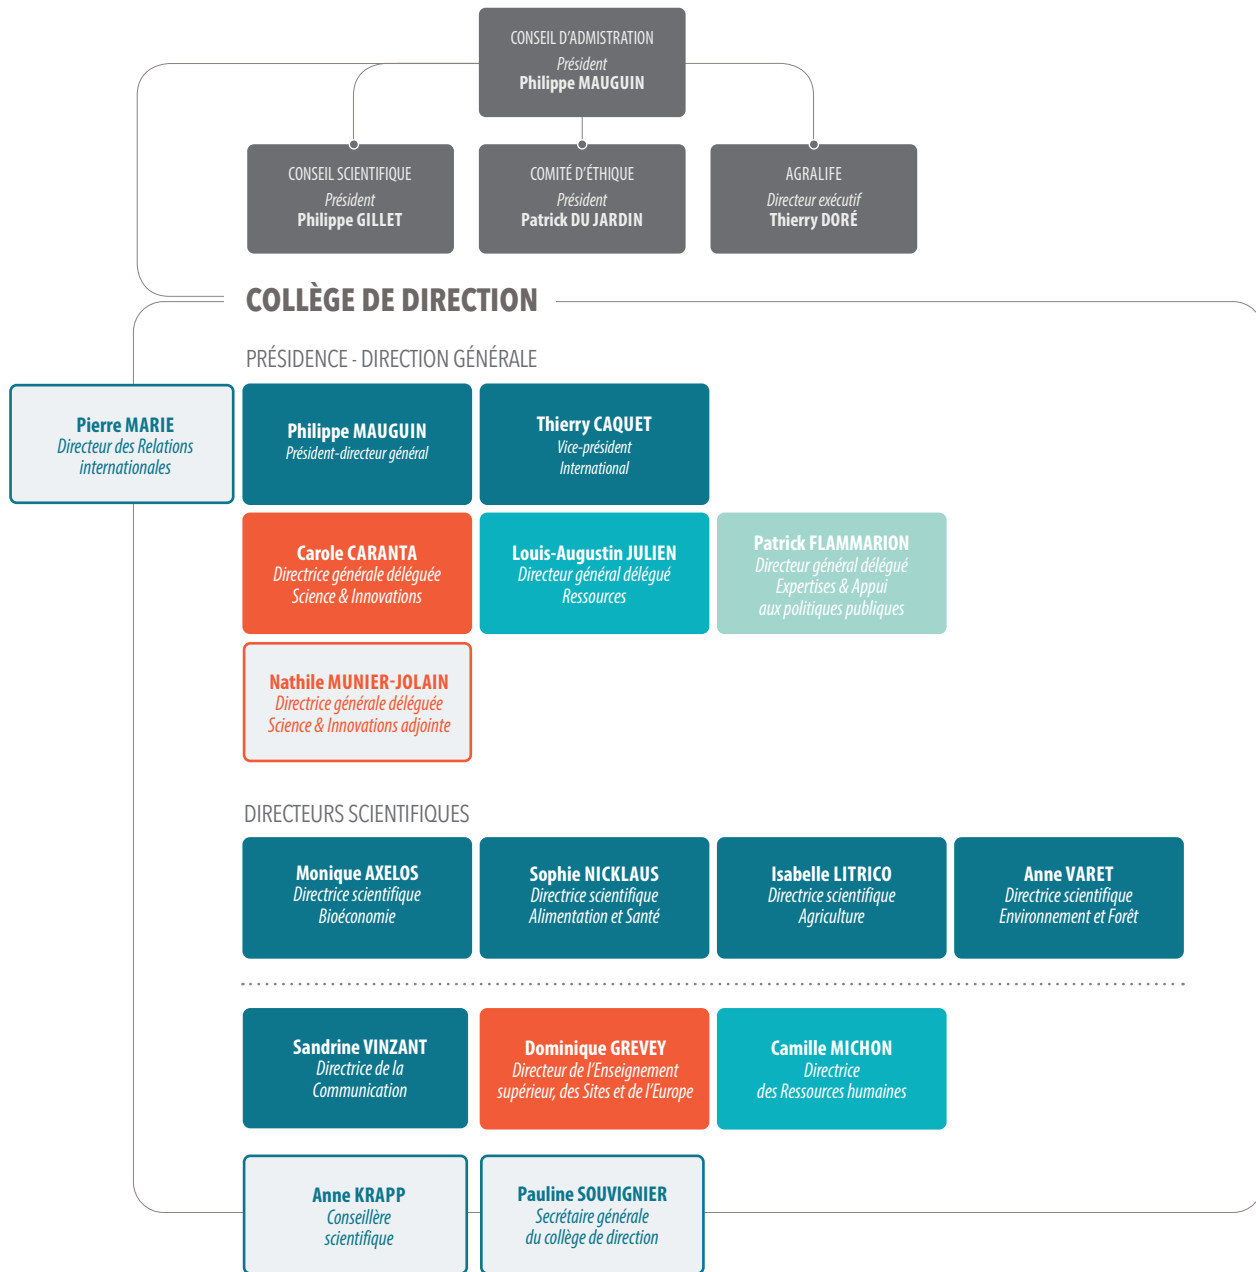 CONSEIL D'ADMISTRATION
Président
Philippe MAUGUIN
CONSEIL SCIENTIFIQUE
Président
Philippe GILLET
COMITÉ D'ÉTHIQUE
Président
Patrick DU JARDIN
AGRALIFE
Directeur exécutif
Thierry DORÉ
COLLÈGE DE DIRECTION
PRÉSIDENCE - DIRECTION GÉNÉRALE
Pierre MARIE
Directeur des Relations
internationales
Philippe MAUGUIN
Président-directeur général
Thierry CAQUET
Vice-président
International
Carole CARANTA
Directrice générale déléguée
Science & Innovations
Louis-Augustin JULIEN
Directeur général délégué
Ressources
Patrick FLAMMARION
Directeur général délégué
Expertises & Appui
aux politiques publiques
Nathile MUNIER-JOLAIN
Directrice générale déléguée
Science & Innovations adjointe
DIRECTEURS SCIENTIFIQUES
Monique AXELOS
Directrice scientifique
Bioéconomie
Sophie NICKLAUS
Directrice scientifique
Alimentation et Santé
Isabelle LITRICO
Directrice scientifique
Agriculture
Anne VARET
Directrice scientifique
Environnement et Forêt
Sandrine VINZANT
Directrice de la
Communication
Dominique GREVEY
Directeur de l'Enseignement
supérieur, des Sites et de l'Europe
Camille MICHON
Directrice
des Ressources humaines
Anne KRAPP
Conseillère
scientifique
Pauline SOUVIGNIER
Secrétaire générale
du collège de direction